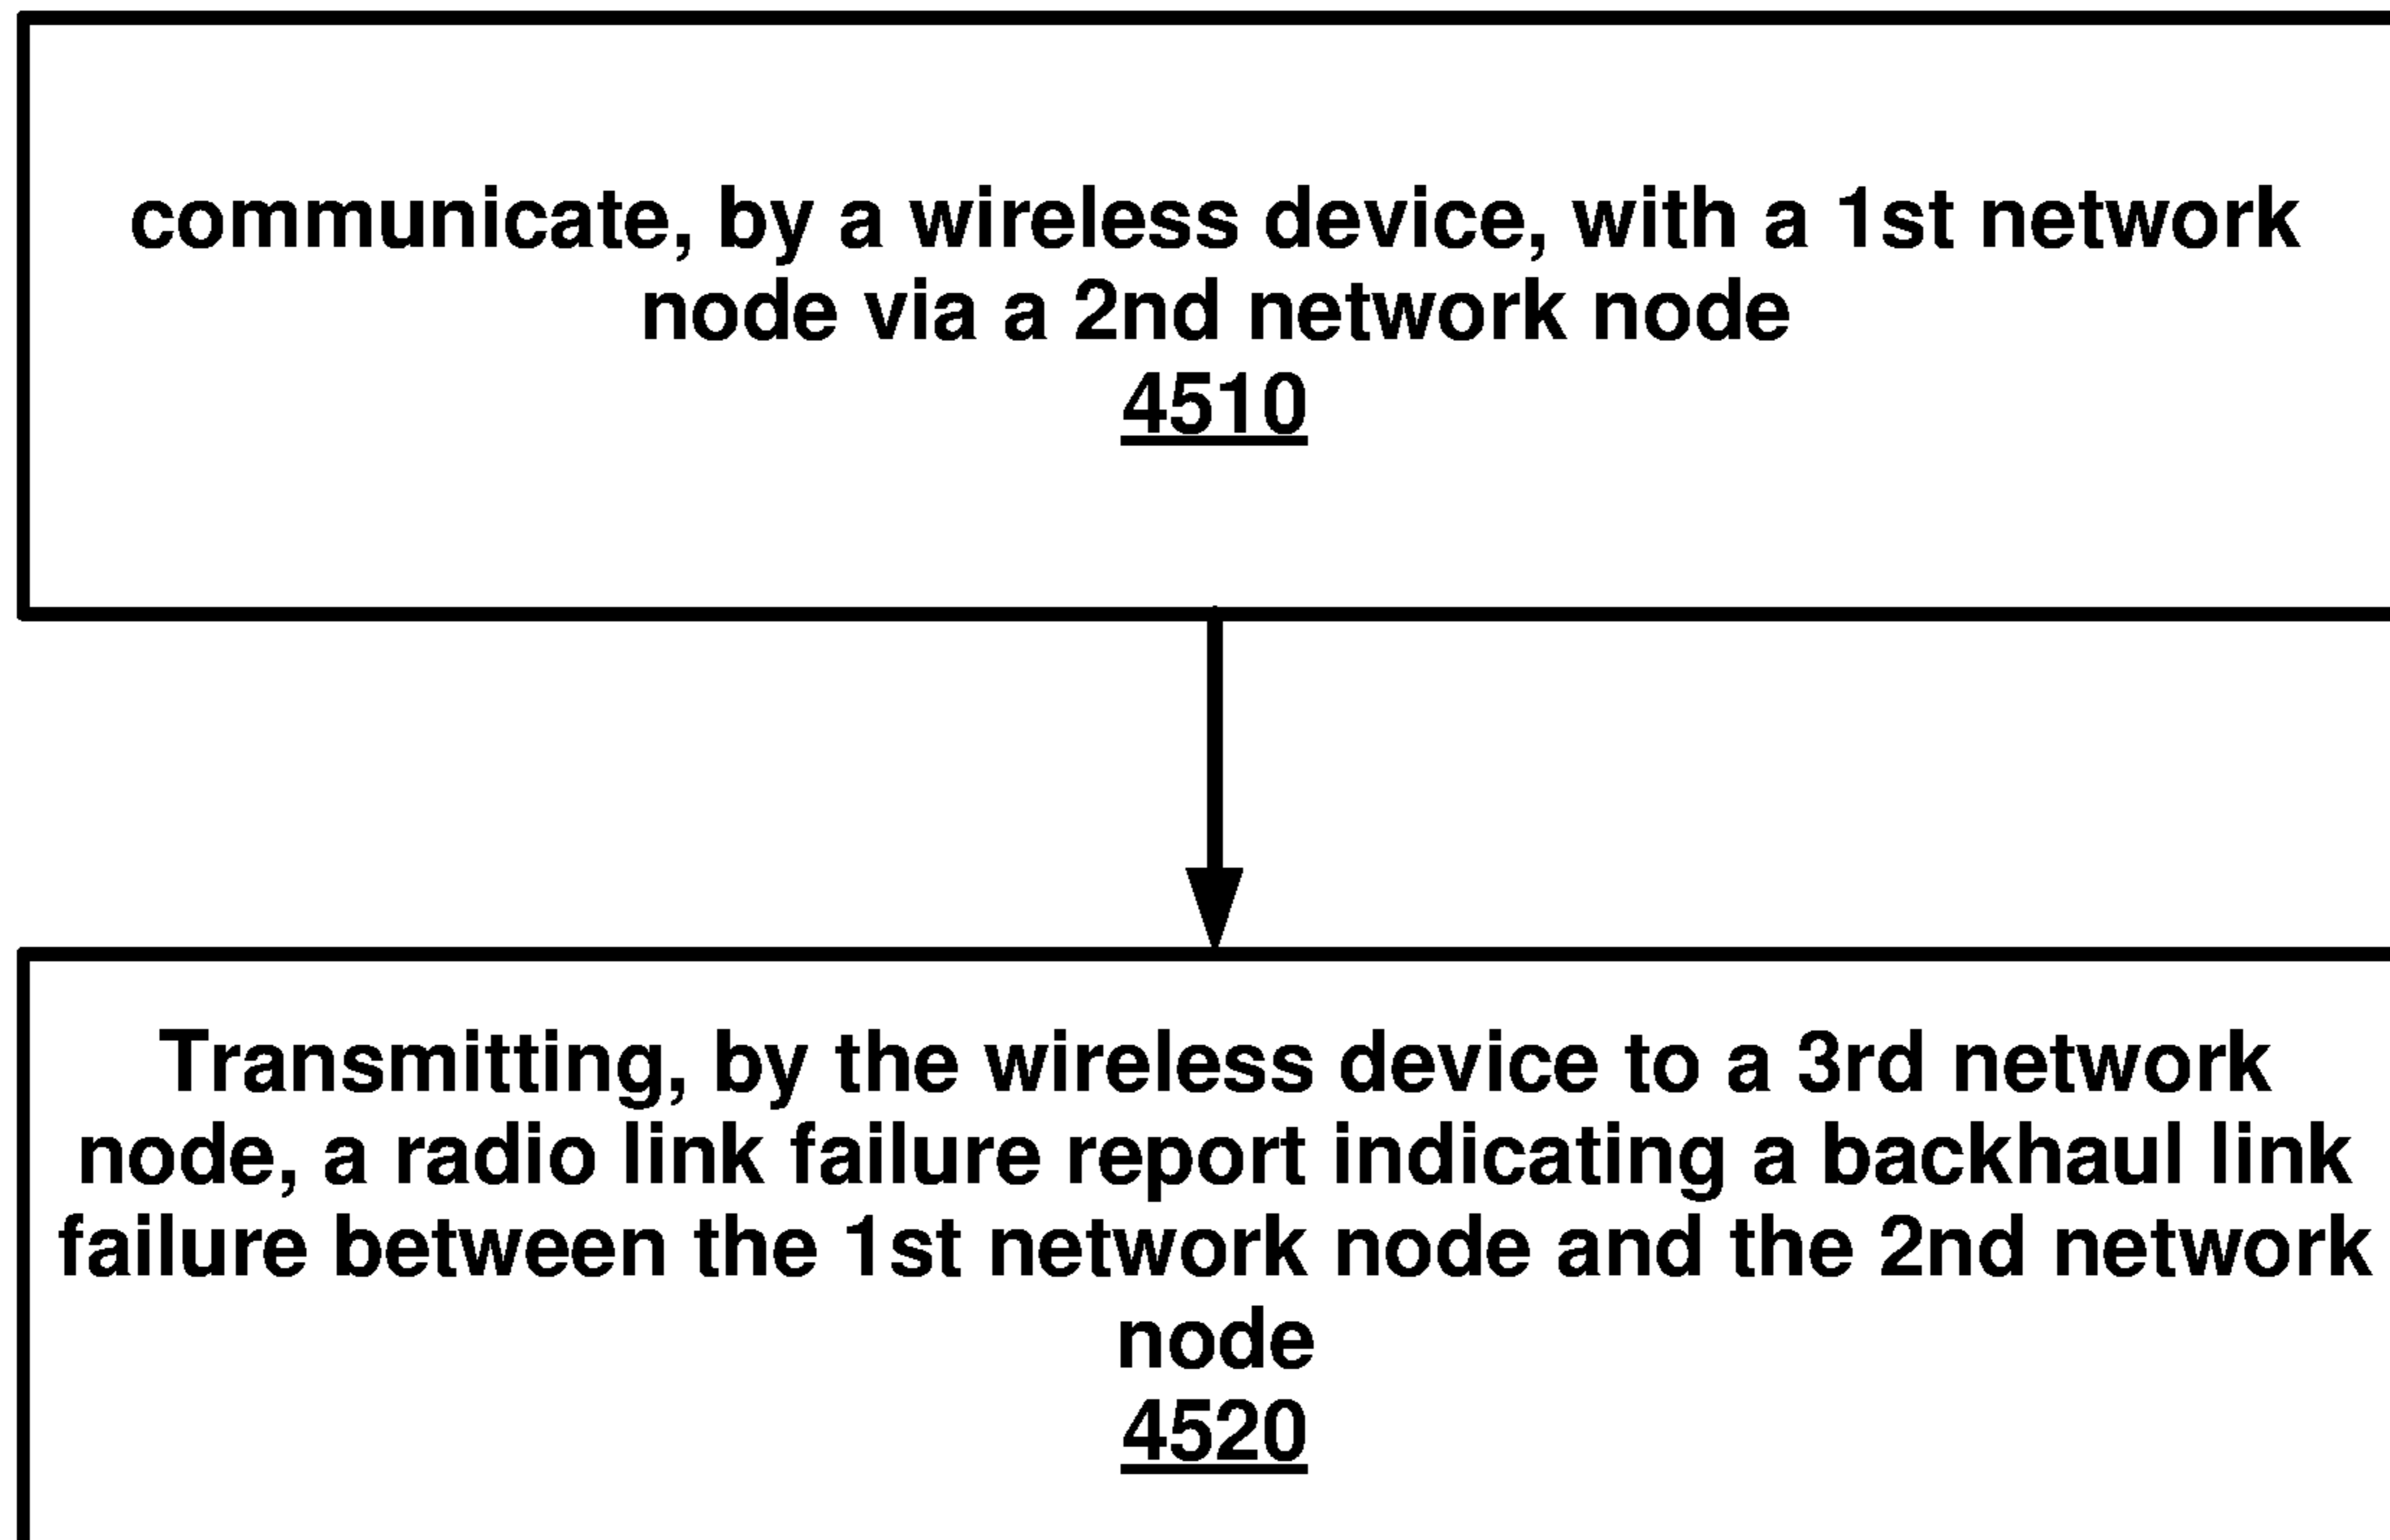 communicate, by a wireless device, with a 1st network
node via a 2nd network node
4510
Transmitting, by the wireless device to a 3rd network
node, a radio link failure report indicating a backhaul link
failure between the 1st network node and the 2nd network
node
4520